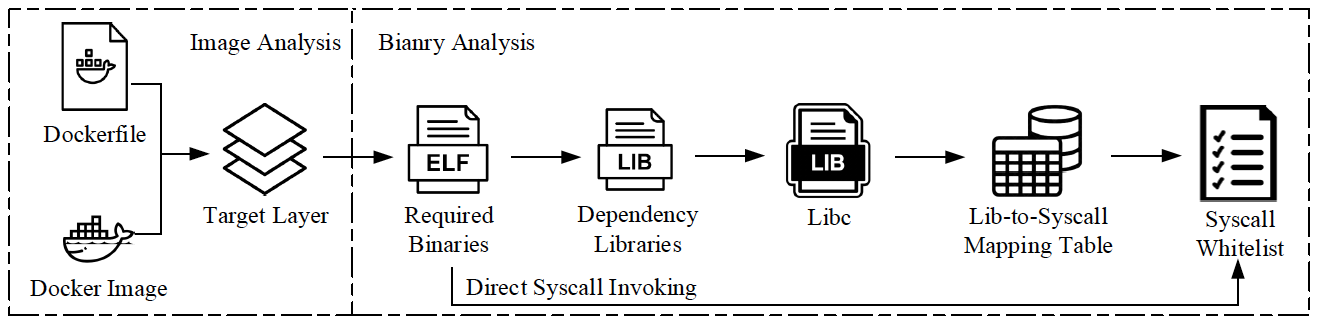 Image Analysis
Bianry Analysis
Dockerfile
Docker Image
Target Layer
ELF
Required
Binaries
LIB
Dependency
Libraries
LIB
Libc
Lib-to-Syscall
Mapping Table
Syscall
Whitelist
Direct Syscall Invoking